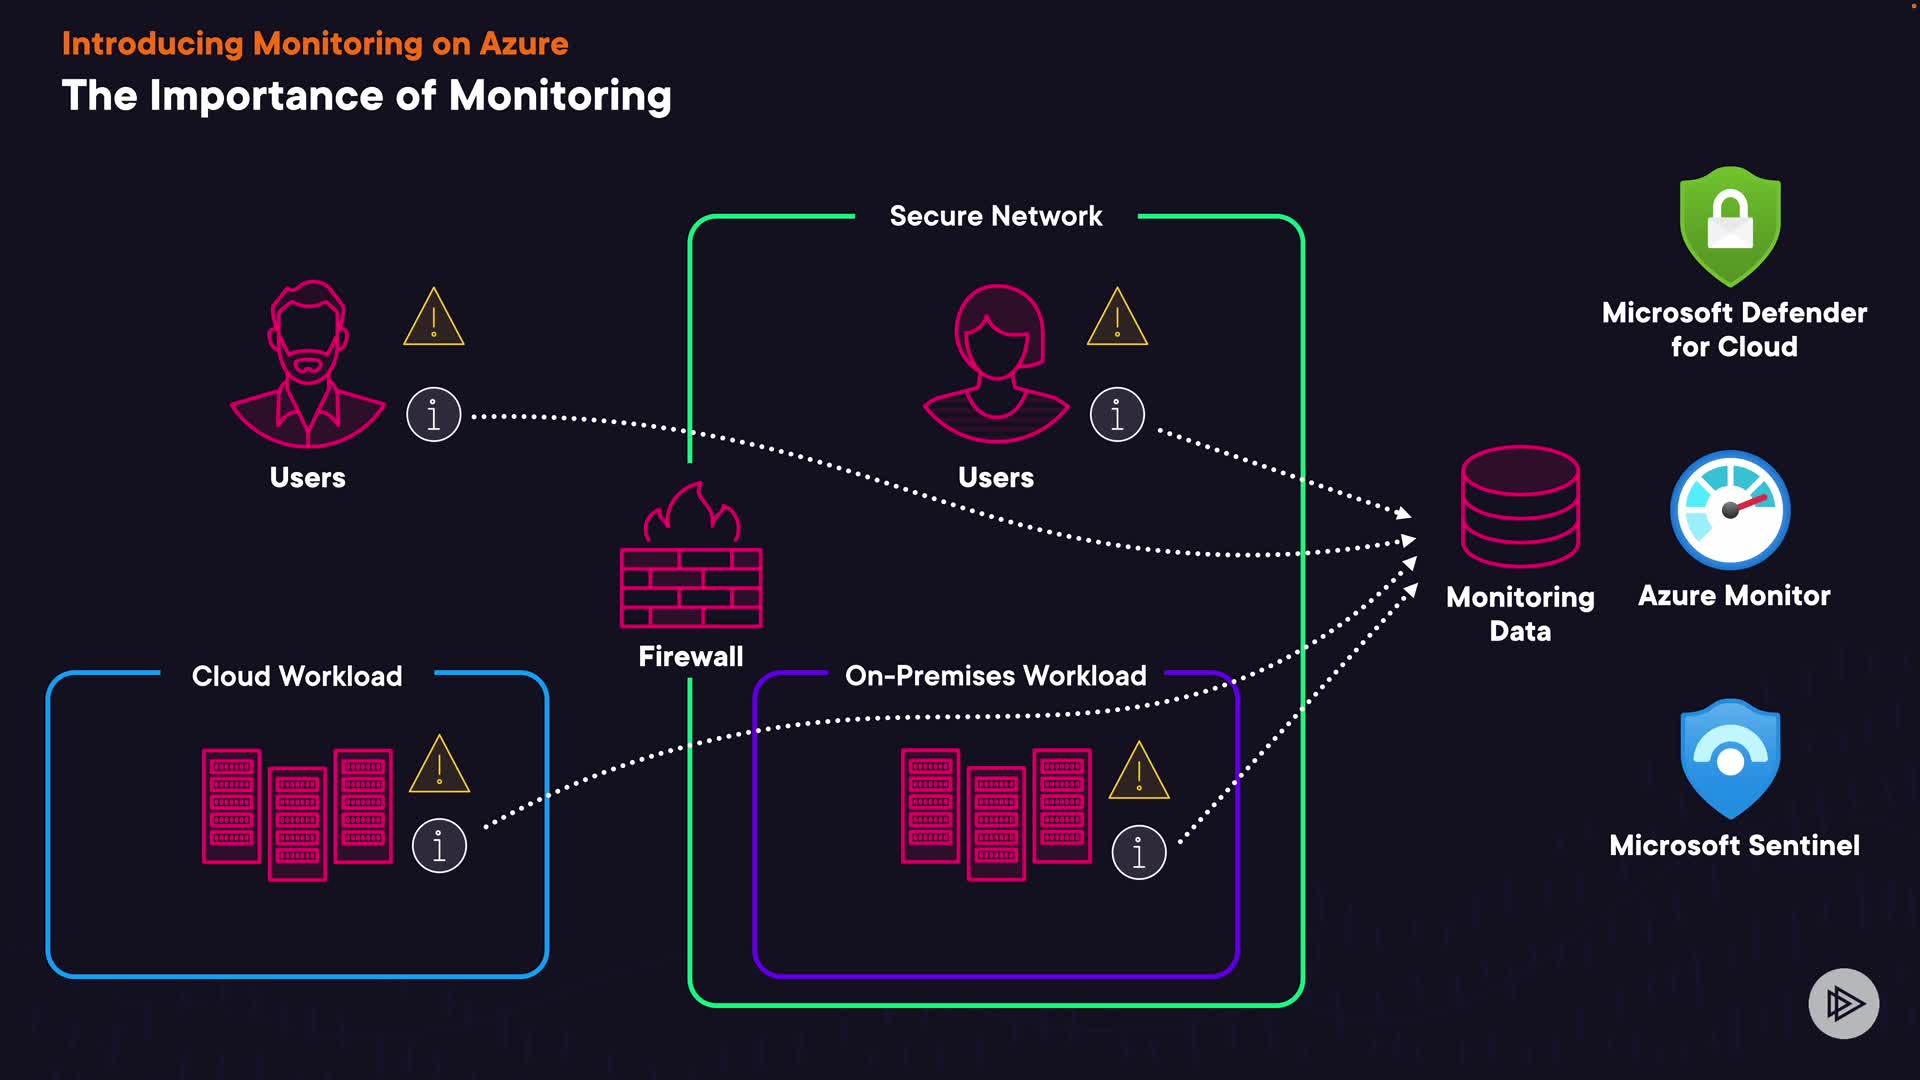 Introducing Monitoring on Azure
The Importance of Monitoring
Secure Network
Microsoft Defender
for Cloud
Users
Users
Firewall
Monitoring
Data
Azure Monitor
Cloud Workload
On-Premises Workload
Microsoft Sentinel